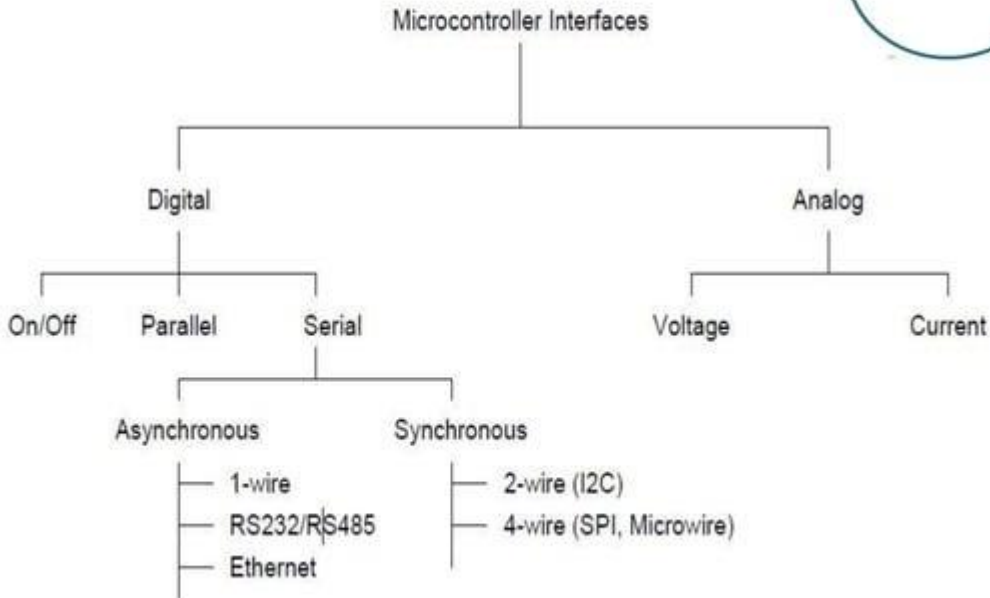 Microcontroller Interfaces
Digital
Analog
On/Off
Parallel
Serial
Voltage
Current
Asynchronous
Synchronous
1-wire
2-wire (I2C)
RS232/RS485
4-wire (SPI, Microwire)
Ethernet